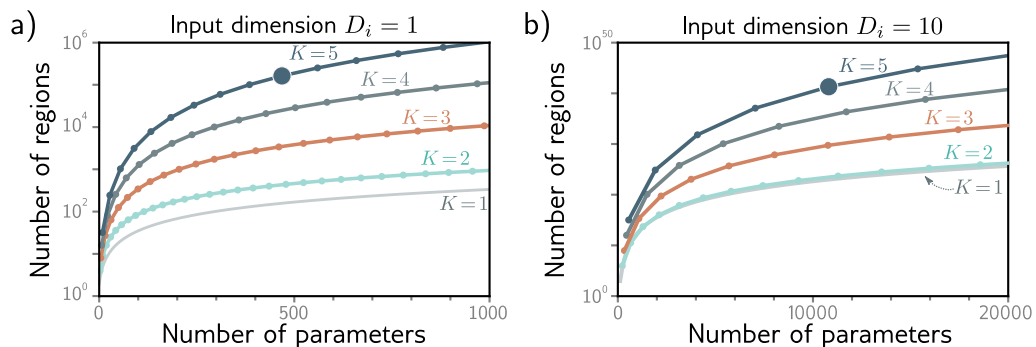 a)
Input dimension $D_i = 1$
Number of regions
10^6
10^4
10^2
10^0
K=5
K=4
K=3
K=2
K=1
0
500
1000
Number of parameters
b)
Input dimension $D_i = 10$
Number of regions
10^50
10^0
K=5
K=4
K=3
K=2
K=1
0
10000
20000
Number of parameters